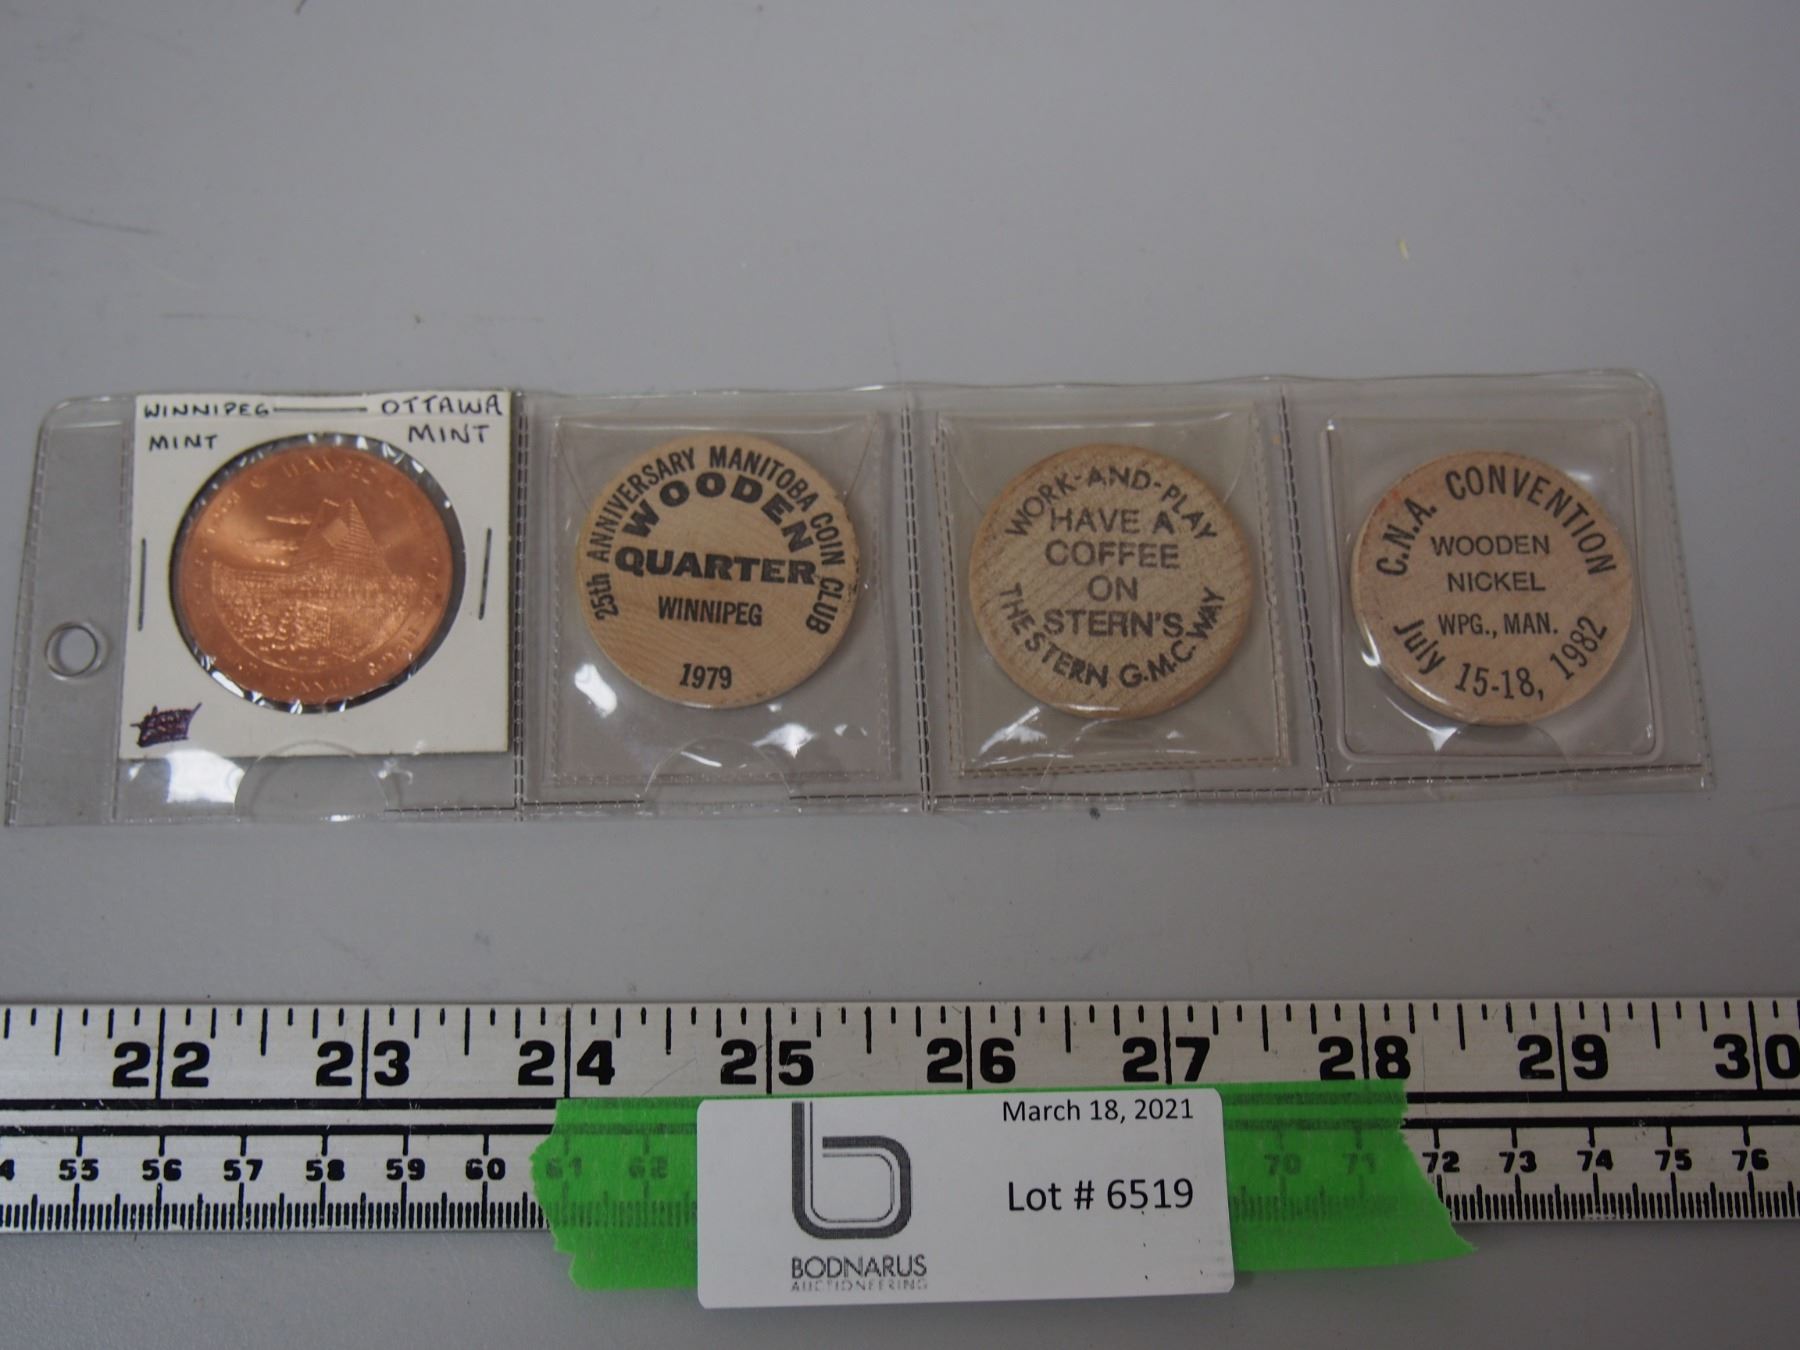 WINNIPEG — OTTAWA
MINT MINT
25th ANNIVERSARY MANITOBA COIN CLUB
WOODEN
QUARTER
WINNIPEG
1979
WORK-AND-PLAY
HAVE A
COFFEE
ON
STERN'S
THE STERN G.M.C. WAY
C.N.A. CONVENTION
WOODEN
NICKEL
WPG., MAN.
July 15-18, 1982
22 23 24 25 26 27 28 29 30
55 56 57 58 59 60 61 62 70 71 72 73 74 75 76
March 18, 2021
Lot # 6519
BODNARUS
AUCTIONEERING